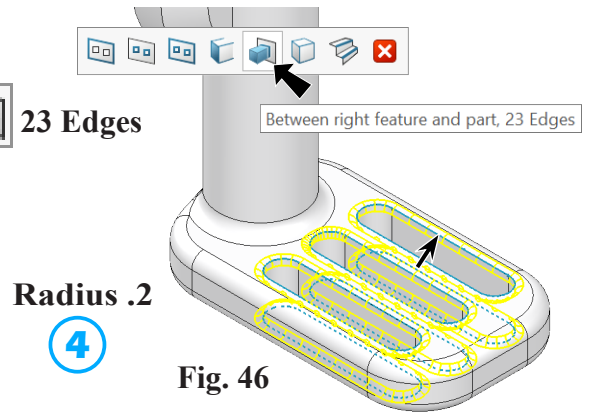 23 Edges
Between right feature and part, 23 Edges
Radius .2
4
Fig. 46